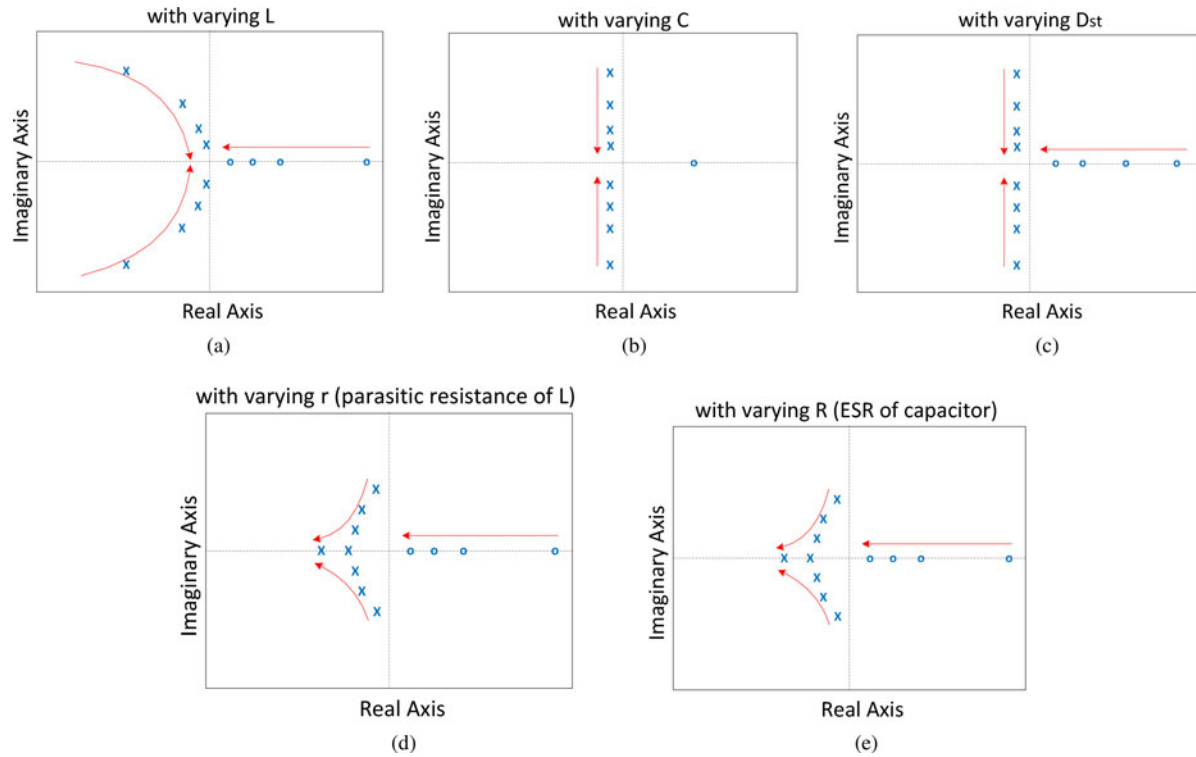 with varying L
Imaginary Axis
Real Axis
(a)
with varying C
Imaginary Axis
Real Axis
(b)
with varying Dst
Imaginary Axis
Real Axis
(c)
with varying r (parasitic resistance of L)
Imaginary Axis
Real Axis
(d)
with varying R (ESR of capacitor)
Imaginary Axis
Real Axis
(e)